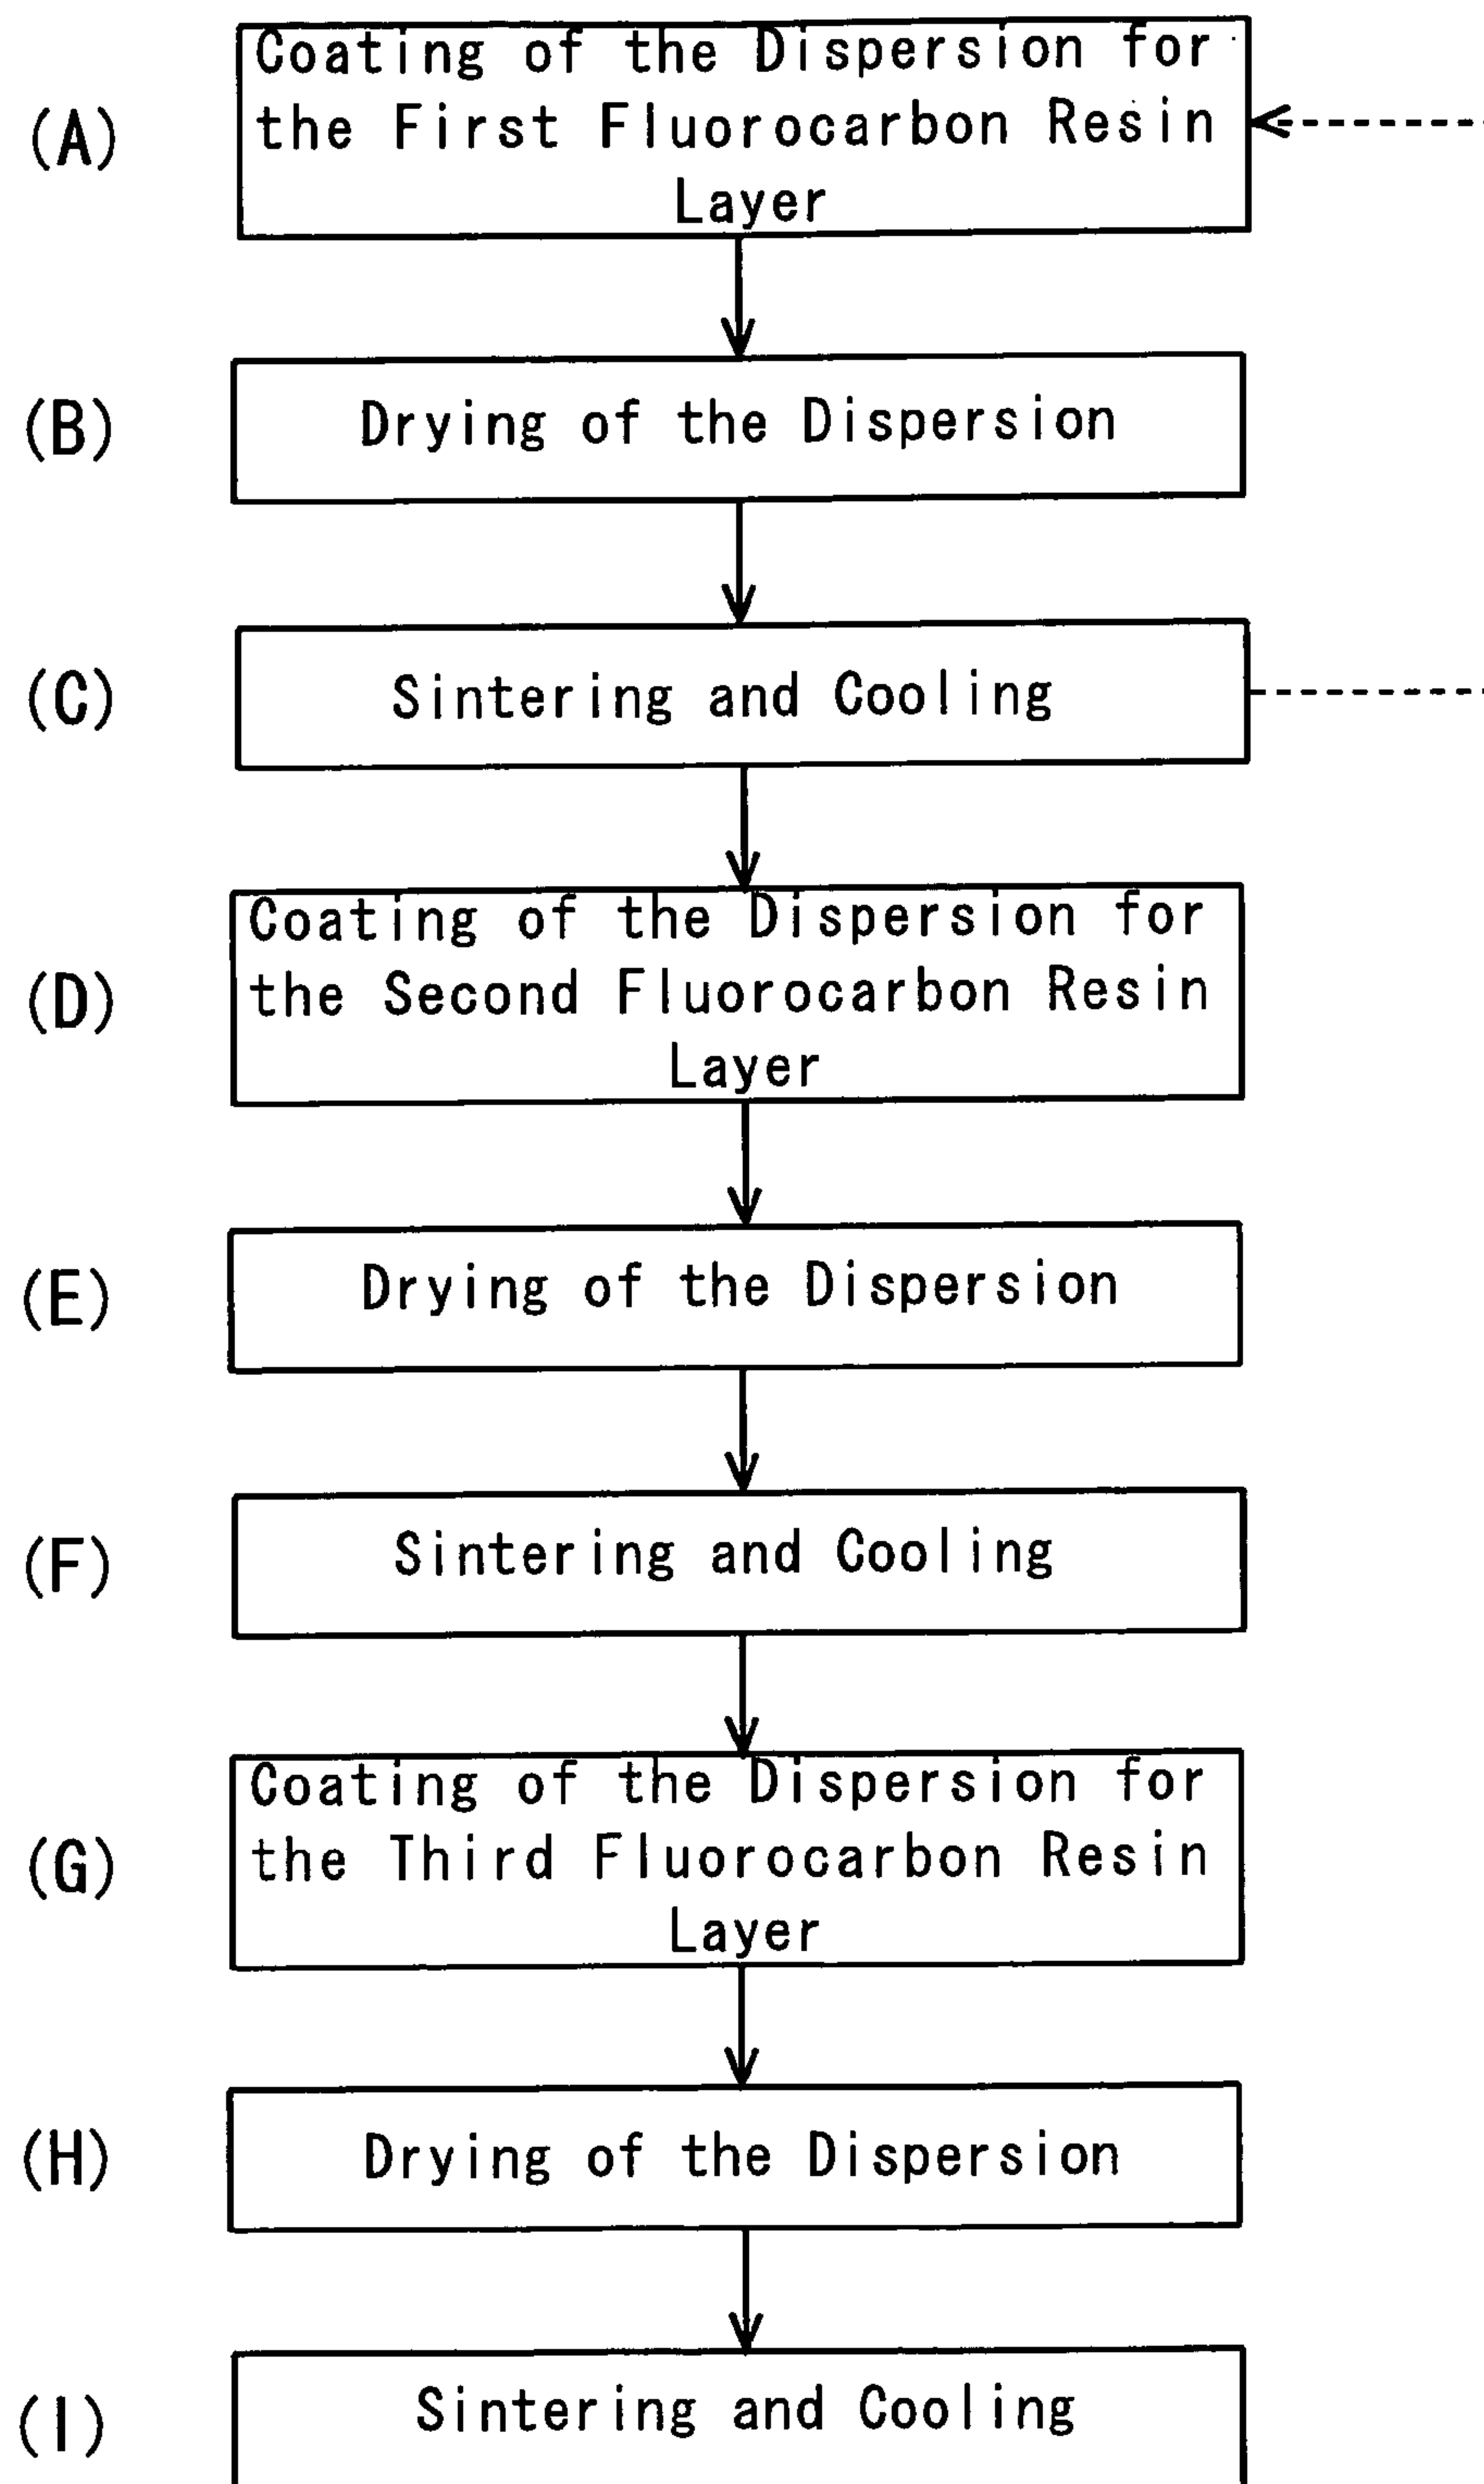 Coating of the Dispersion for
(A)
the First Fluorocarbon Resin
Layer
(B)
Drying of the Dispersion
(C)
Sintering and Cooling
Coating of the Dispersion for
(D)
the Second Fluorocarbon Resin
Layer
(E)
Drying of the Dispersion
(F)
Sintering and Cooling
Coating of the Dispersion for
(G)
the Third Fluorocarbon Resin
Layer
(H)
Drying of the Dispersion
(I)
Sintering and Cooling